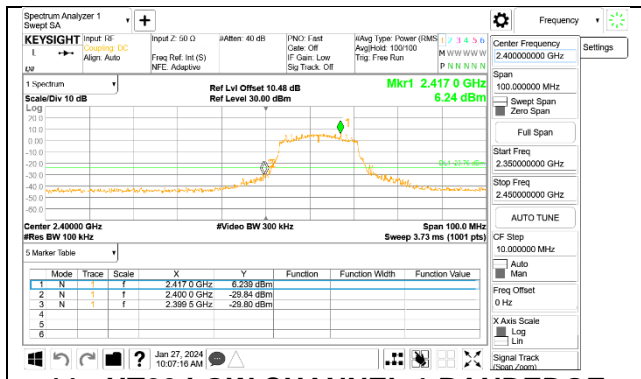 Spectrum Analyzer 1
Swept SA
+
Frequency
KEYSIGHT
L
Input: RF
Coupling: DC
Align: Auto
Input Z: 50 Ω
Freq Ref: Int (S)
NFE: Adaptive
#Atten: 40 dB
PNO: Fast
Gate: Off
IF Gain: Low
Sig Track: Off
#Avg Type: Power (RMS
Avg|Hold: 100/100
Trig: Free Run
1 2 3 4 5 6
M W W W W W
P N N N N N
1 Spectrum
Scale/Div 10 dB
Log
Ref Lvl Offset 10.48 dB
Ref Level 30.00 dBm
Mkr1 2.417 0 GHz
6.24 dBm
20.0
10.0
0.00
-10.0
-20.0
-30.0
-40.0
-50.0
-60.0
1
Center 2.40000 GHz
#Res BW 100 kHz
#Video BW 300 kHz
Span 100.0 MHz
Sweep 3.73 ms (1001 pts)
5 Marker Table
Mode Trace Scale X Y Function Function Width Function Value
1 N 1 f 2.417 0 GHz 6.239 dBm
2 N 1 f 2.400 0 GHz -29.84 dBm
3 N 1 f 2.399 5 GHz -29.80 dBm
4
5
6
?
Jan 27, 2024
10:07:16 AM
Center Frequency
2.400000000 GHz
Settings
Span
100.000000 MHz
Swept Span
Zero Span
Full Span
Start Freq
2.350000000 GHz
Stop Freq
2.450000000 GHz
AUTO TUNE
CF Step
10.000000 MHz
Auto
Man
Freq Offset
0 Hz
X Axis Scale
Log
Lin
Signal Track
(Span Zoom)